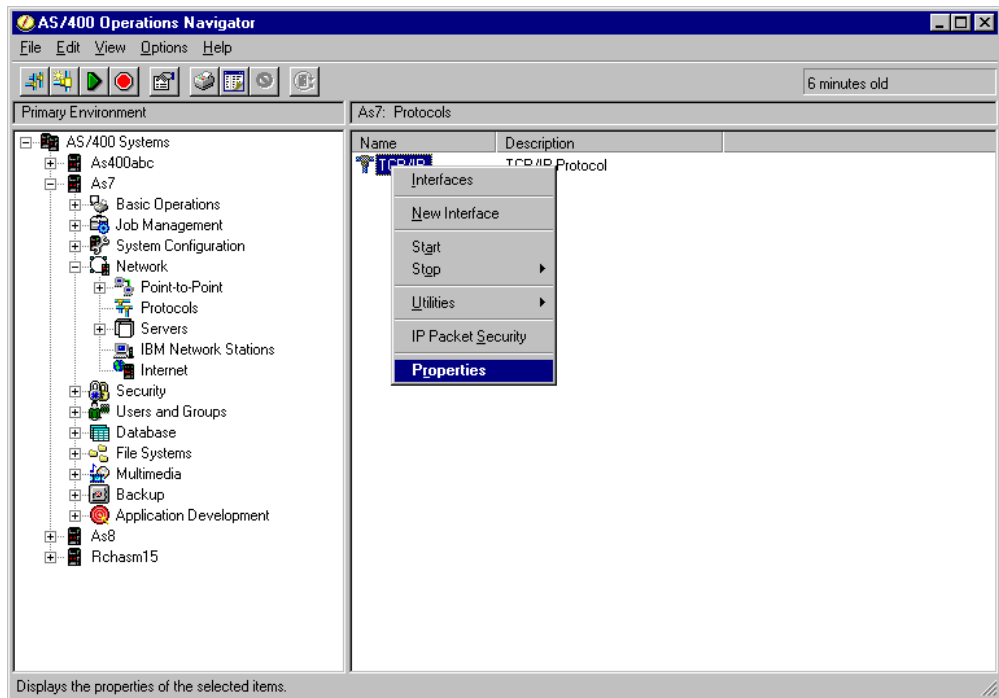 AS/400 Operations Navigator
File Edit View Options Help
6 minutes old
Primary Environment
As7: Protocols
AS/400 Systems
As400abc
As7
Basic Operations
Job Management
System Configuration
Network
Point-to-Point
Protocols
Servers
IBM Network Stations
Internet
Security
Users and Groups
Database
File Systems
Multimedia
Backup
Application Development
As8
Rchasm15
Name Description
TCP/IP TCP/IP Protocol
Interfaces
New Interface
Start
Stop
Utilities
IP Packet Security
Properties
Displays the properties of the selected items.